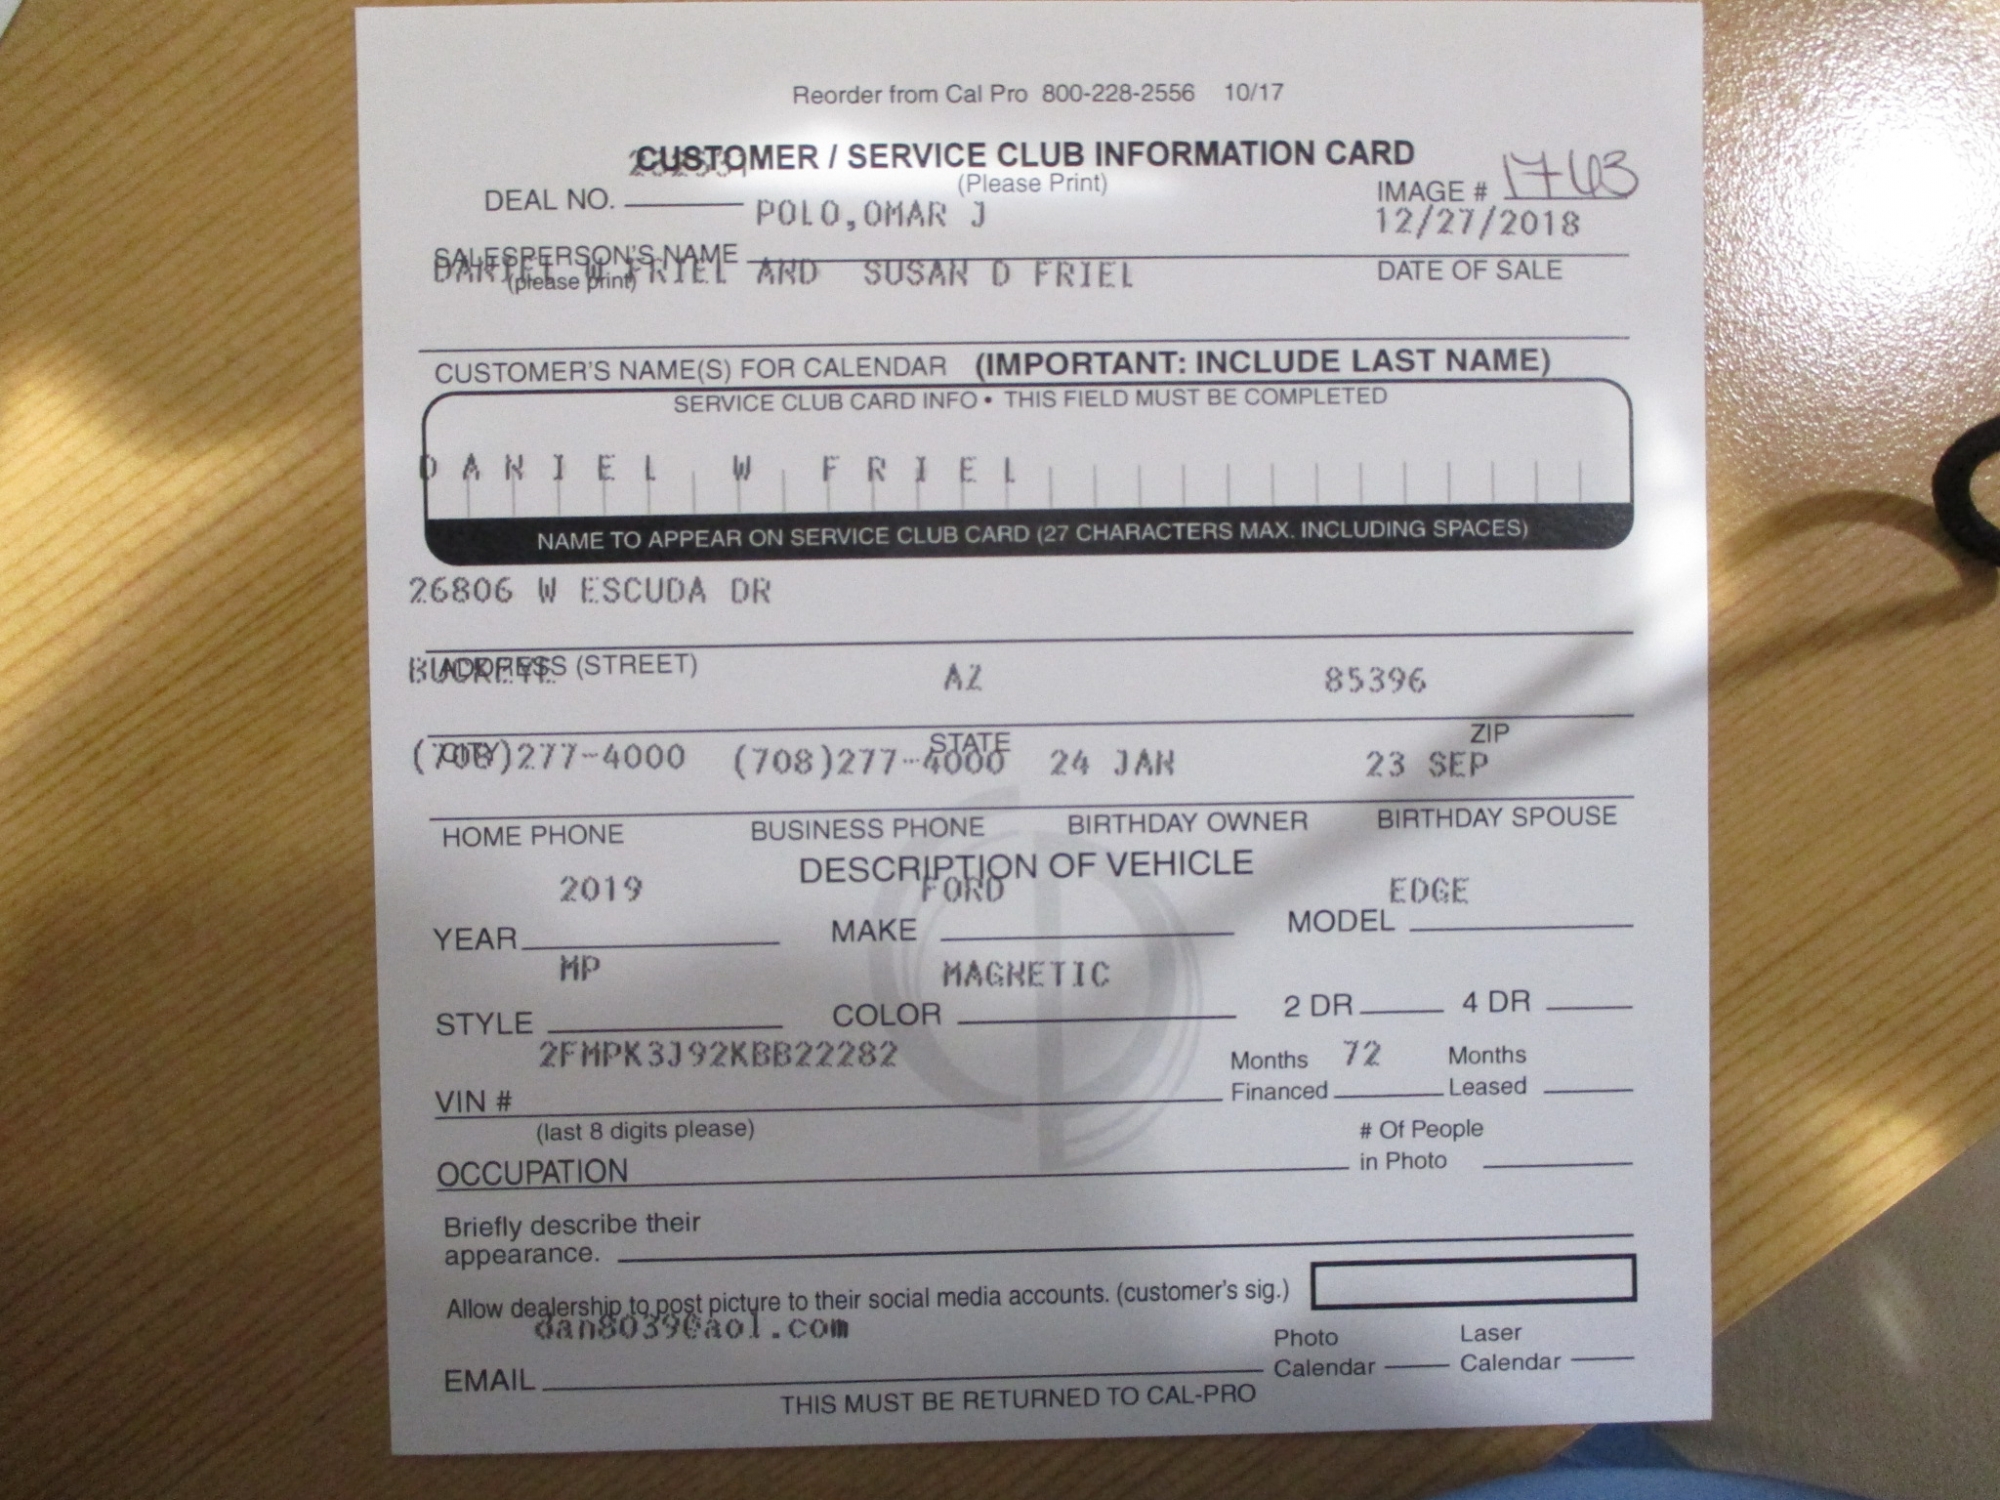 Reorder from Cal Pro 800-228-2556 10/17
CUSTOMER / SERVICE CLUB INFORMATION CARD
(Please Print)
DEAL NO.
IMAGE # 1763
POLO,OMAR J
12/27/2018
SALESPERSON'S NAME
(please print)
DATE OF SALE
DANIEL W FRIEL AND SUSAN D FRIEL
CUSTOMER'S NAME(S) FOR CALENDAR (IMPORTANT: INCLUDE LAST NAME)
SERVICE CLUB CARD INFO • THIS FIELD MUST BE COMPLETED
DANIEL W FRIEL
NAME TO APPEAR ON SERVICE CLUB CARD (27 CHARACTERS MAX. INCLUDING SPACES)
26806 W ESCUDA DR
ADDRESS (STREET)
BUCKEYE AZ 85396
CITY STATE ZIP
(708)277-4000 (708)277-4000 24 JAN 23 SEP
HOME PHONE BUSINESS PHONE BIRTHDAY OWNER BIRTHDAY SPOUSE
DESCRIPTION OF VEHICLE
2019 FORD EDGE
YEAR MAKE MODEL
MP MAGNETIC
STYLE COLOR 2 DR 4 DR
2FMPK3J92KBB22282
VIN #
Months Financed 72 Months Leased
(last 8 digits please)
# Of People in Photo
OCCUPATION
Briefly describe their
appearance.
Allow dealership to post picture to their social media accounts. (customer's sig.)
dan8039@aol.com
EMAIL
Photo Calendar Laser Calendar
THIS MUST BE RETURNED TO CAL-PRO